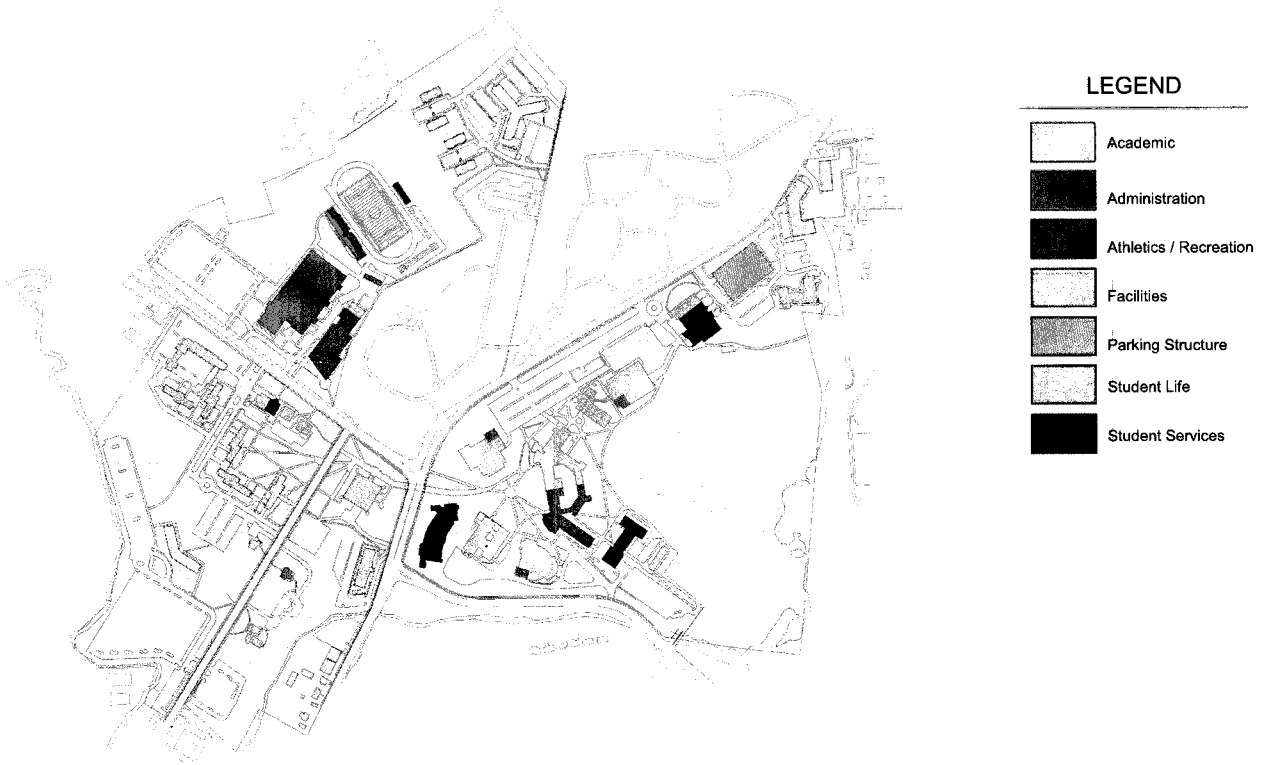 LEGEND
Academic
Administration
Athletics / Recreation
Facilities
Parking Structure
Student Life
Student Services